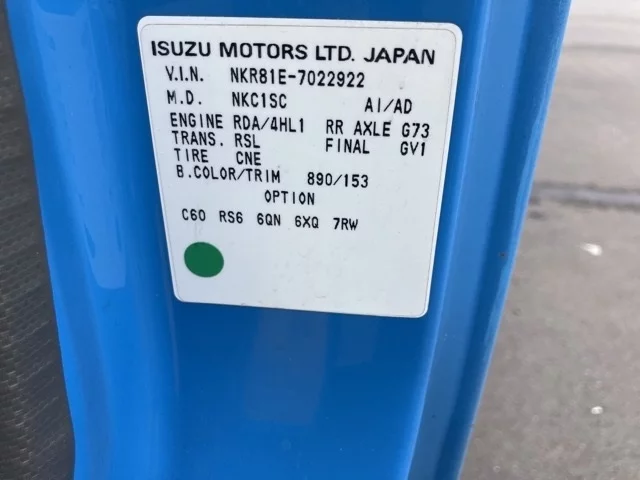 ISUZU MOTORS LTD. JAPAN
V.I.N. NKR81E-7022922
M.D. NKC1SC AI/AD
ENGINE RDA/4HL1 RR AXLE G73
TRANS. RSL FINAL GV1
TIRE CNE
B.COLOR/TRIM 890/153
OPTION
C60 RS6 6QN 6XQ 7RW